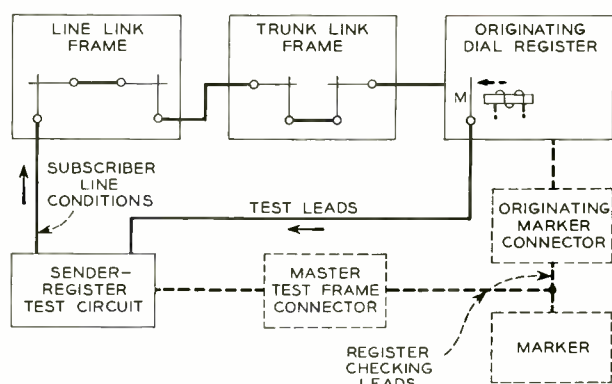 LINE LINK
FRAME
TRUNK LINK
FRAME
ORIGINATING
DIAL REGISTER
M
SUBSCRIBER
LINE
CONDITIONS
TEST LEADS
ORIGINATING
MARKER
CONNECTOR
SENDER-
REGISTER
TEST CIRCUIT
MASTER
TEST FRAME
CONNECTOR
REGISTER
CHECKING
LEADS
MARKER